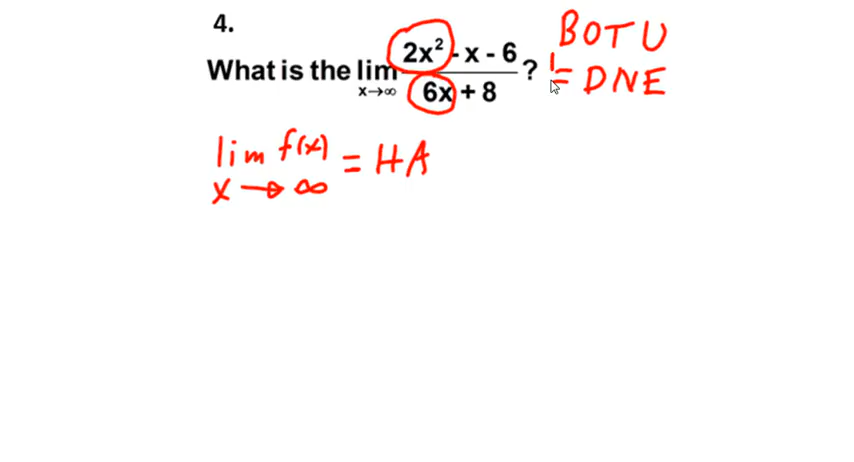 4.
What is the lim x→∞ (2x² - x - 6)/(6x + 8) ?
BOTU
= DNE
lim f(x) = HA
x → ∞